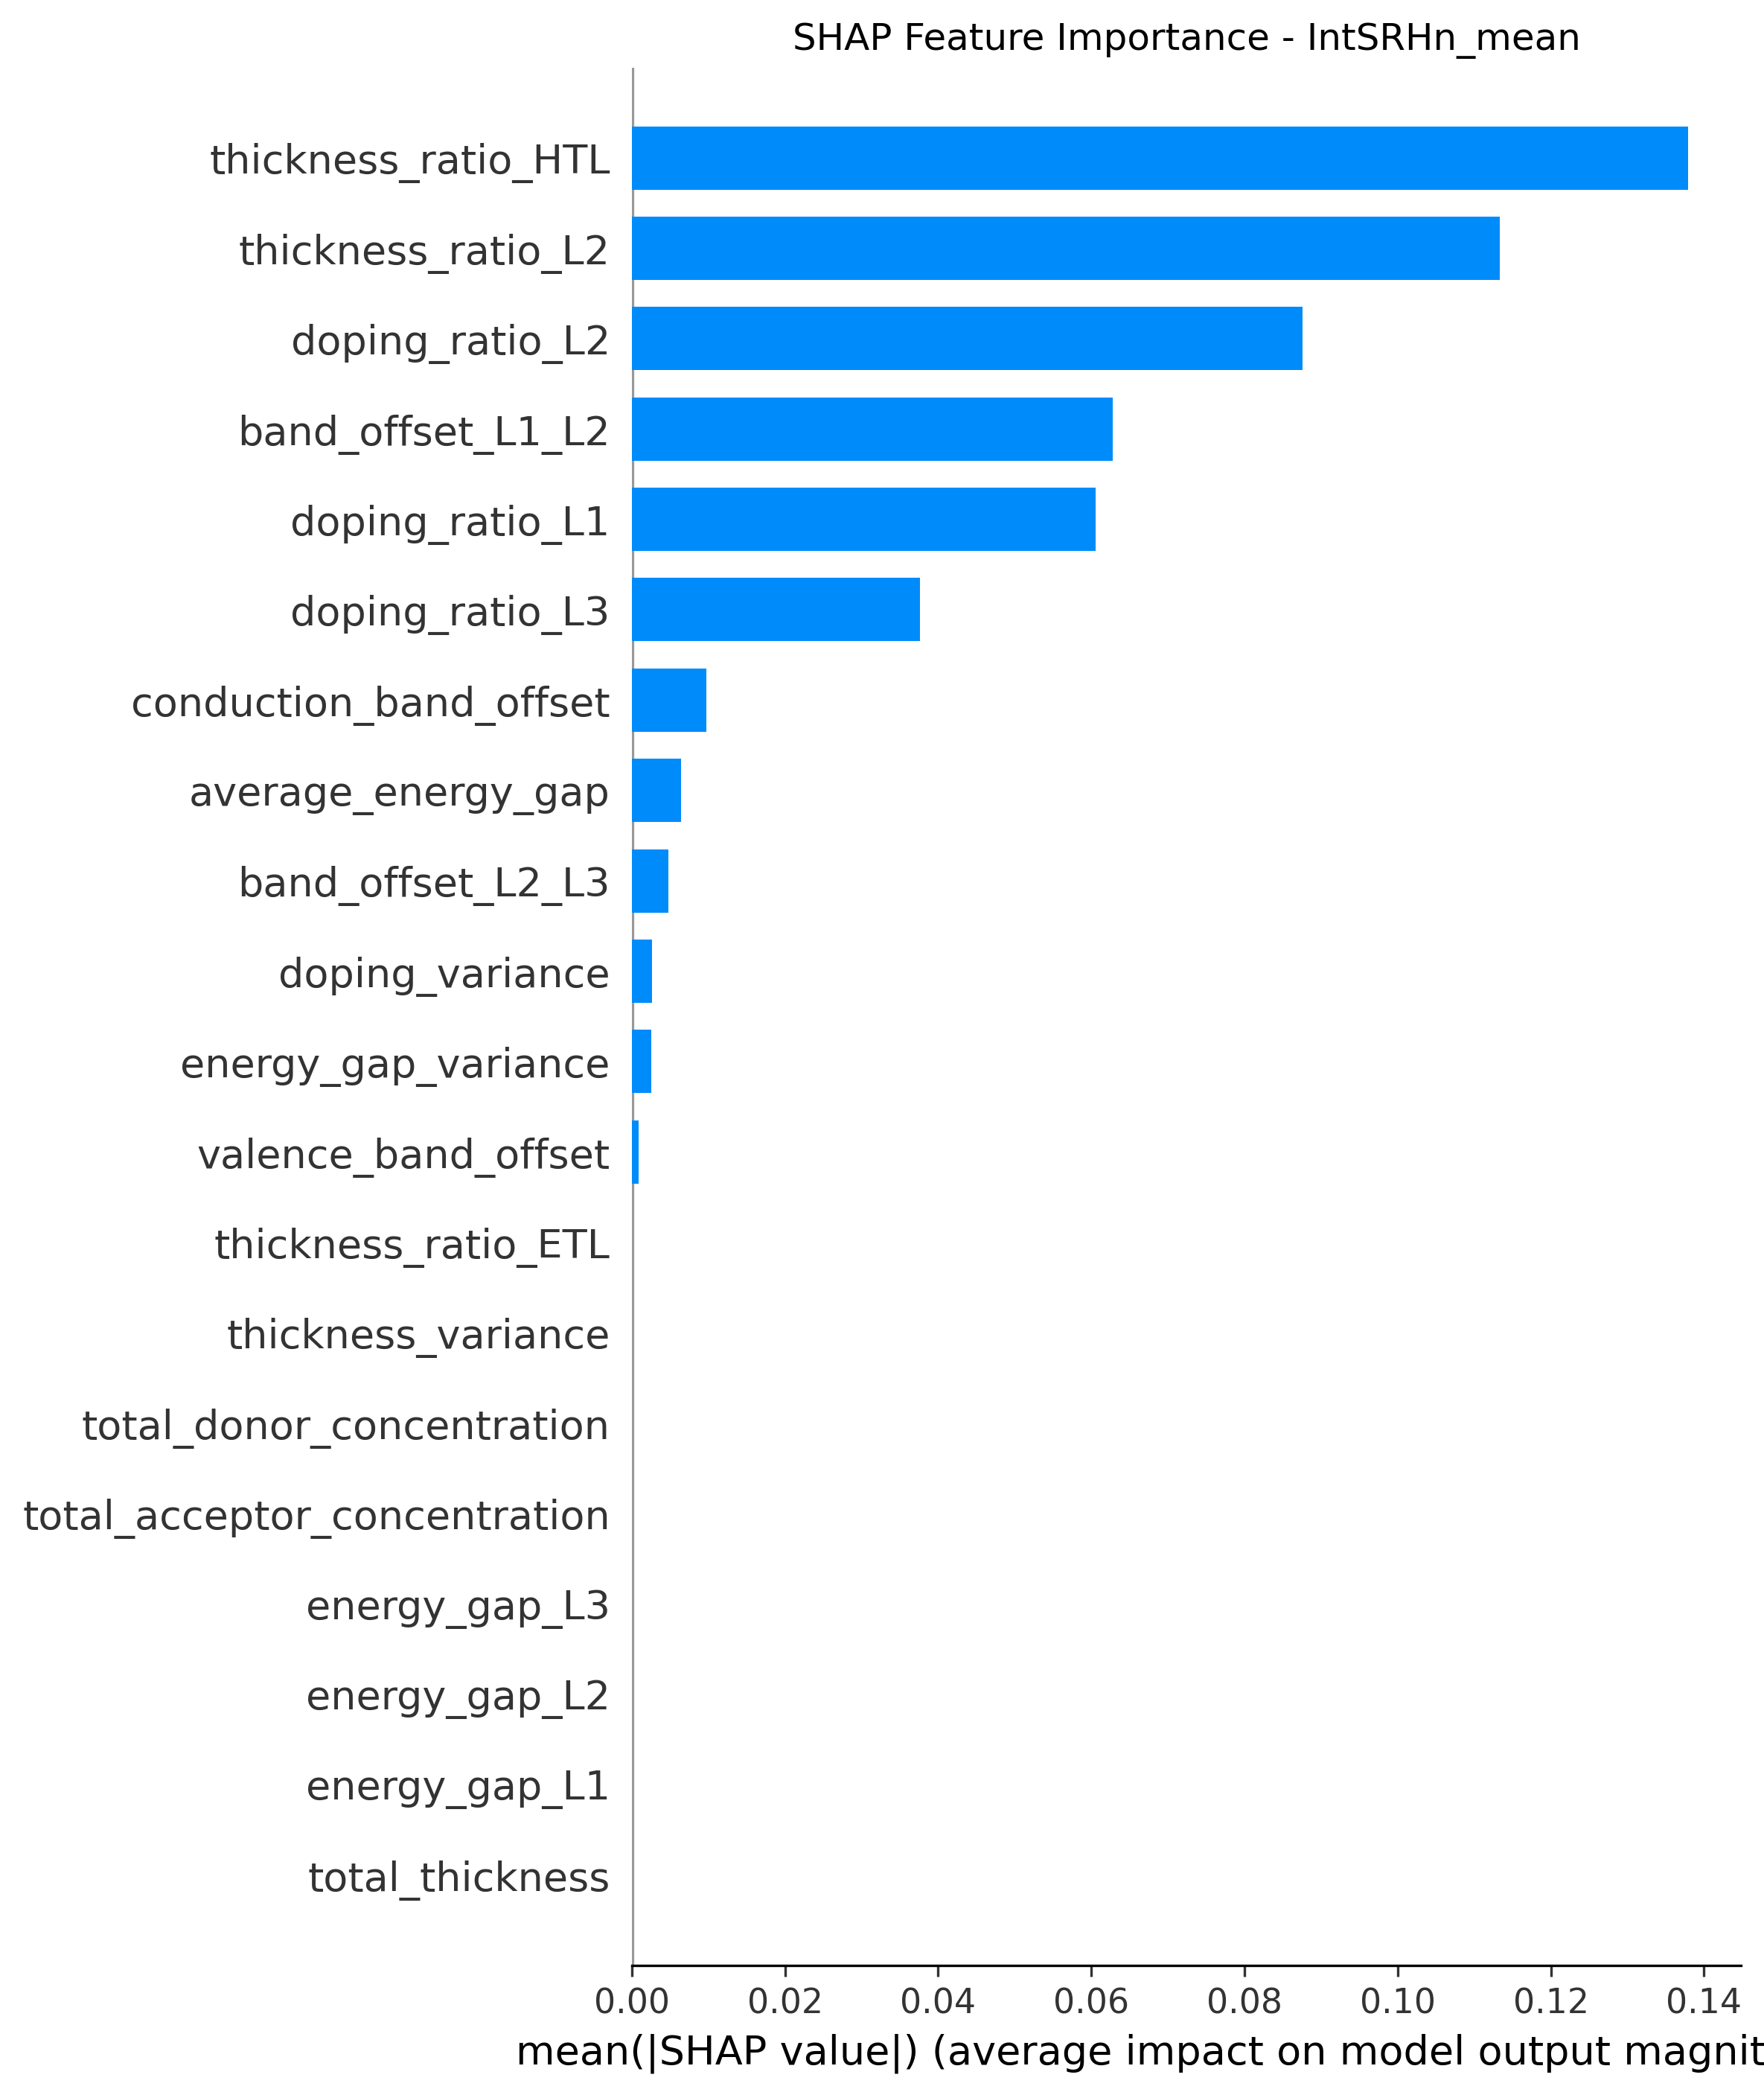 SHAP Feature Importance - IntSRHn_mean
thickness_ratio_HTL
thickness_ratio_L2
doping_ratio_L2
band_offset_L1_L2
doping_ratio_L1
doping_ratio_L3
conduction_band_offset
average_energy_gap
band_offset_L2_L3
doping_variance
energy_gap_variance
valence_band_offset
thickness_ratio_ETL
thickness_variance
total_donor_concentration
total_acceptor_concentration
energy_gap_L3
energy_gap_L2
energy_gap_L1
total_thickness
0.00 0.02 0.04 0.06 0.08 0.10 0.12 0.14
mean(|SHAP value|) (average impact on model output magnit